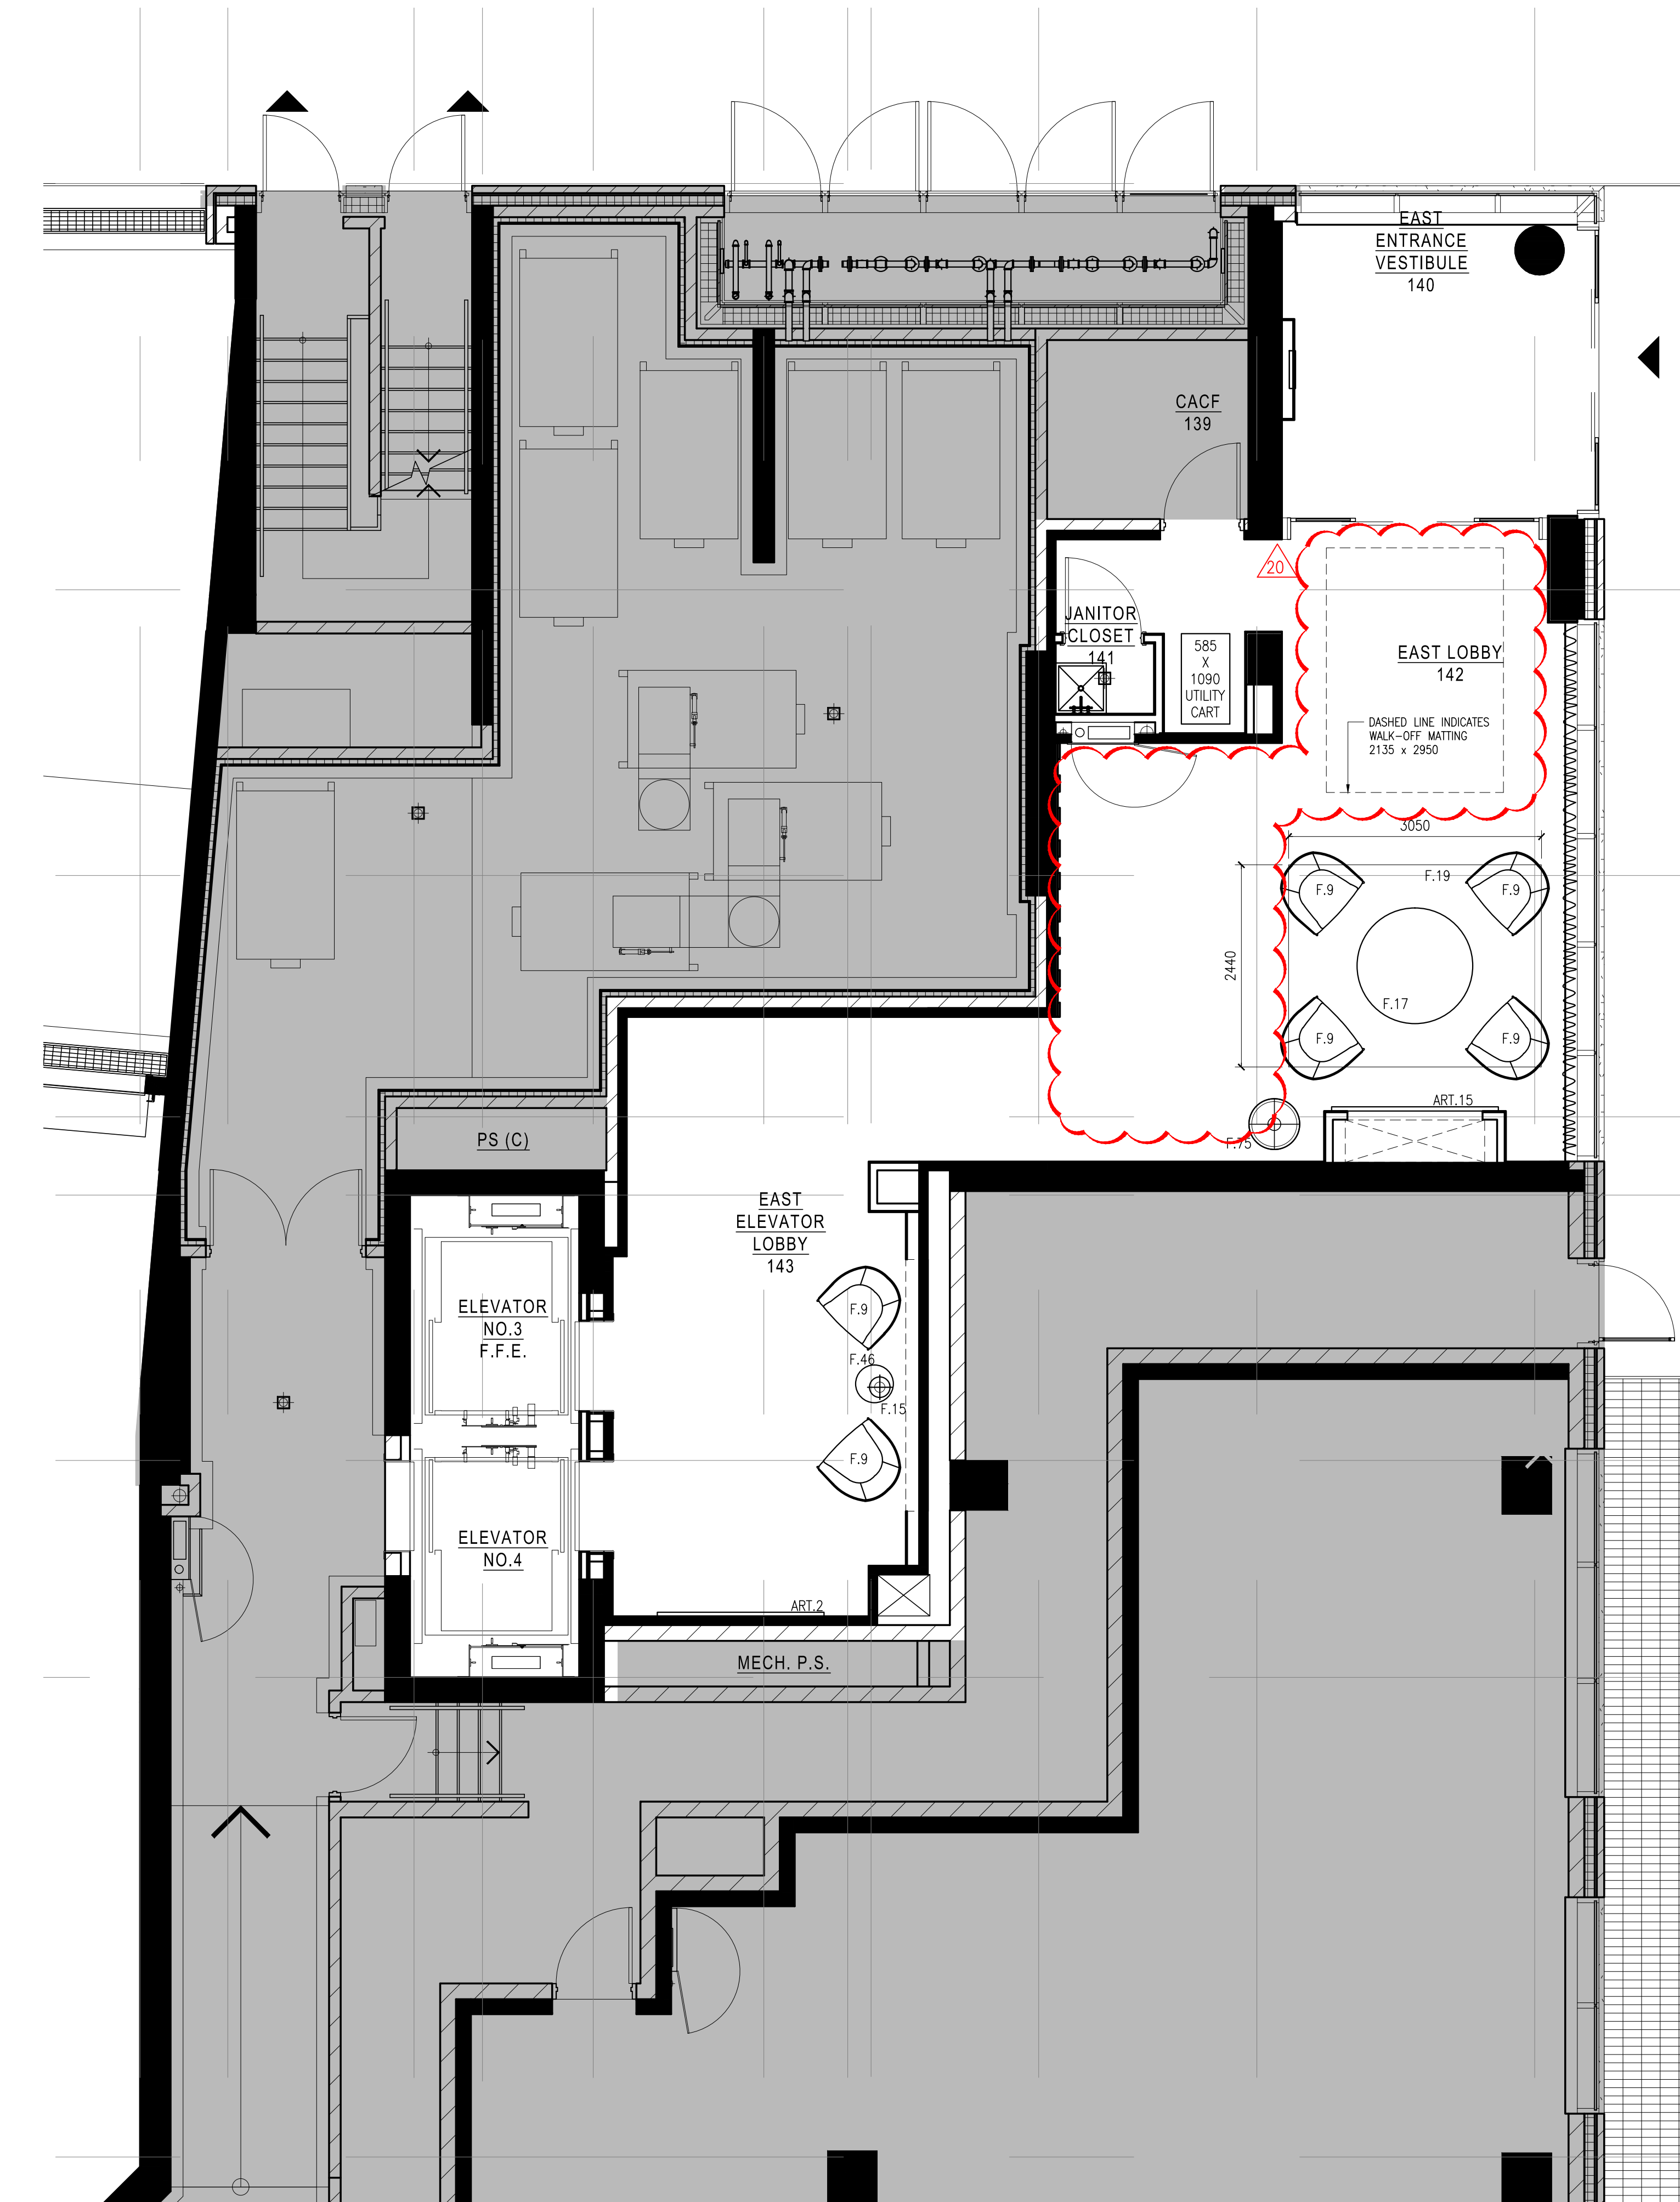 EAST
ENTRANCE
VESTIBULE
140
CACF
139
20
JANITOR
CLOSET
141
585
X
1090
UTILITY
CART
EAST LOBBY
142
DASHED LINE INDICATES
WALK-OFF MATTING
2135 x 2950
3050
F.9
F.19
F.9
2440
F.17
F.9
F.9
ART.15
F.75
PS (C)
EAST
ELEVATOR
LOBBY
143
ELEVATOR
NO.3
F.F.E.
F.9
F.46
F.15
F.9
ELEVATOR
NO.4
ART.2
MECH. P.S.